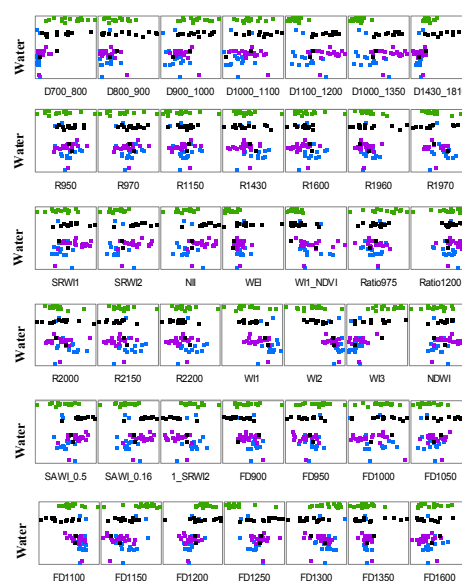 Water
D700_800 D800_900 D900_1000 D1000_1100 D1100_1200 D1000_1350 D1430_181
Water
R950 R970 R1150 R1430 R1600 R1960 R1970
Water
SRWI1 SRWI2 NII WEI WI1_NDVI Ratio975 Ratio1200
Water
R2000 R2150 R2200 WI1 WI2 WI3 NDWI
Water
SAWI_0.5 SAWI_0.16 1_SRWI2 FD900 FD950 FD1000 FD1050
Water
FD1100 FD1150 FD1200 FD1250 FD1300 FD1350 FD1600